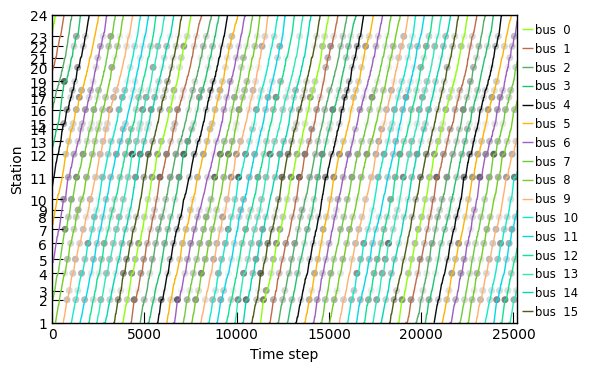 24
23
22
21
20
19
18
17
16
15
14
13
12
11
10
9
8
7
6
5
4
3
2
1
Station
0
5000
10000
15000
20000
25000
Time step
bus 0
bus 1
bus 2
bus 3
bus 4
bus 5
bus 6
bus 7
bus 8
bus 9
bus 10
bus 11
bus 12
bus 13
bus 14
bus 15